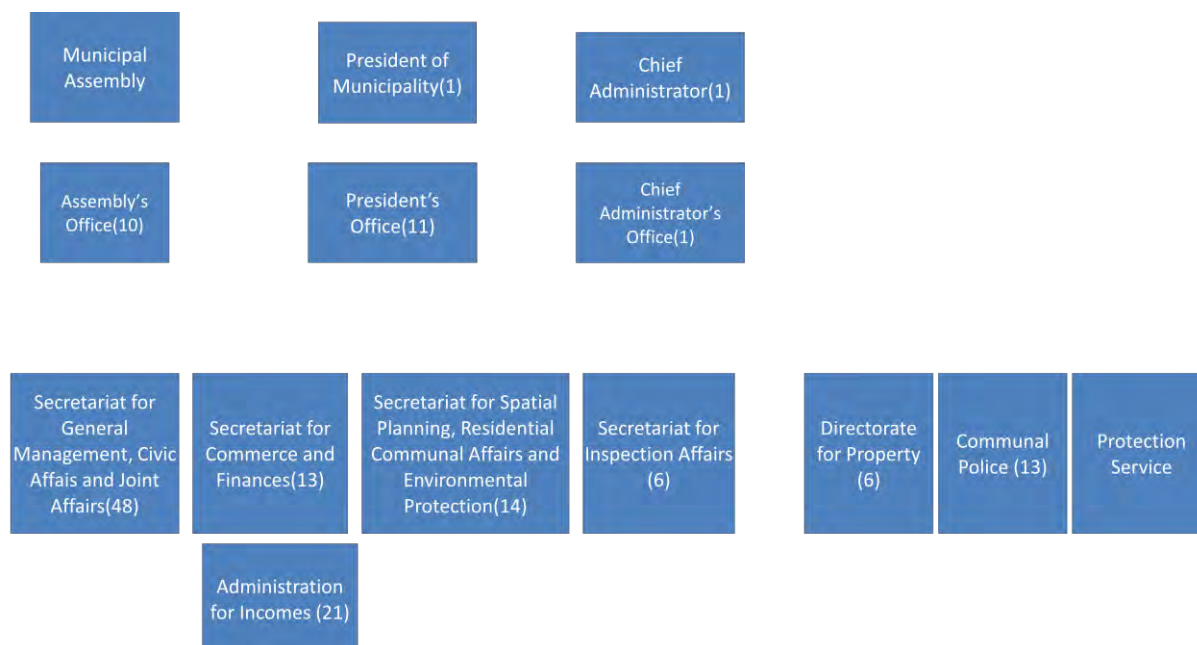 Municipal
Assembly
President of
Municipality(1)
Chief
Administrator(1)
Assembly's
Office(10)
President's
Office(11)
Chief
Administrator's
Office(1)
Secretariat for
General
Management, Civic
Affais and Joint
Affairs(48)
Secretariat for
Commerce and
Finances(13)
Secretariat for Spatial
Planning, Residential
Communal Affairs and
Environmental
Protection(14)
Secretariat for
Inspection Affairs
(6)
Directorate
for Property
(6)
Communal
Police (13)
Protection
Service
Administration
for Incomes (21)